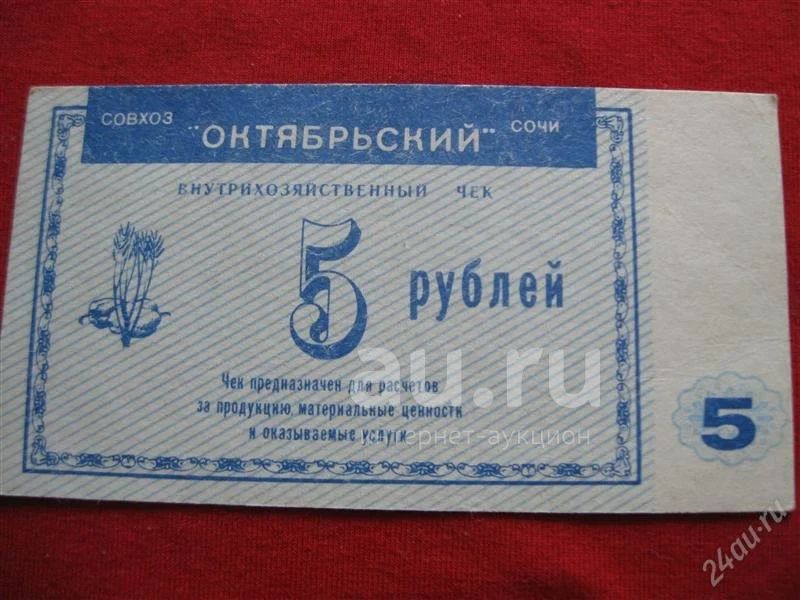 СОВХОЗ "ОКТЯБРЬСКИЙ" СОЧИ
ВНУТРИХОЗЯЙСТВЕННЫЙ ЧЕК
5 рублей
Чек предназначен для расчетов
за продукцию, материальные ценности
и оказываемые услуги
5
au.ru
интернет-аукцион
24au.ru